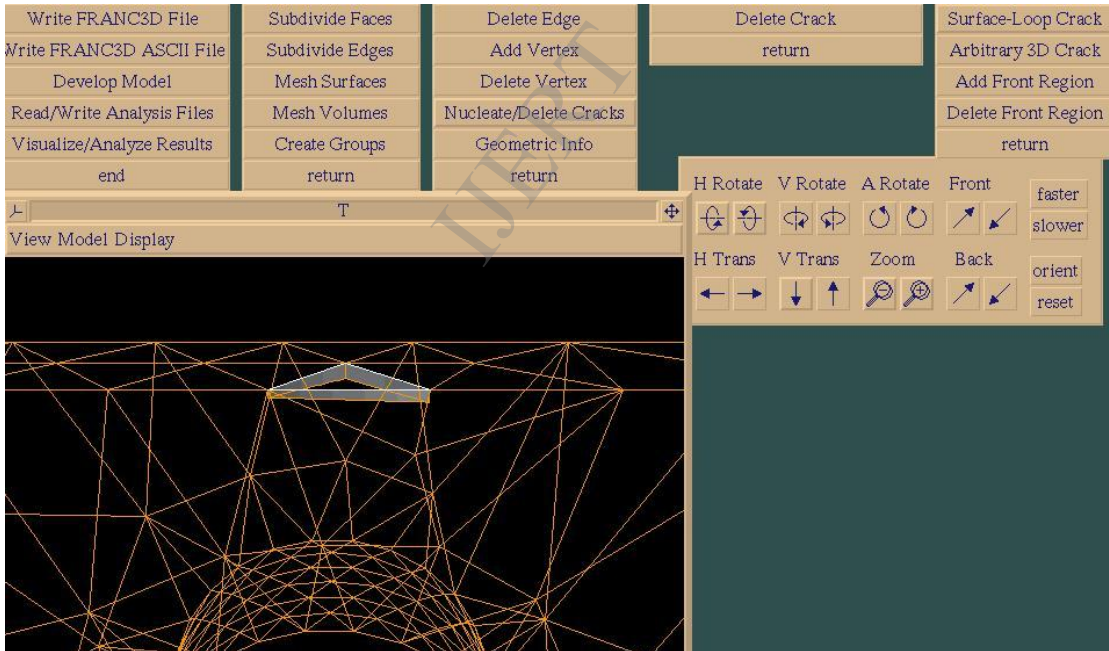 Write FRANC3D File
Write FRANC3D ASCII File
Develop Model
Read/Write Analysis Files
Visualize/Analyze Results
end
Subdivide Faces
Subdivide Edges
Mesh Surfaces
Mesh Volumes
Create Groups
return
Delete Edge
Add Vertex
Delete Vertex
Nucleate/Delete Cracks
Geometric Info
return
Delete Crack
return
Surface-Loop Crack
Arbitrary 3D Crack
Add Front Region
Delete Front Region
return
H Rotate V Rotate A Rotate Front
faster
slower
H Trans V Trans Zoom Back
orient
reset
T
View Model Display
IJERT